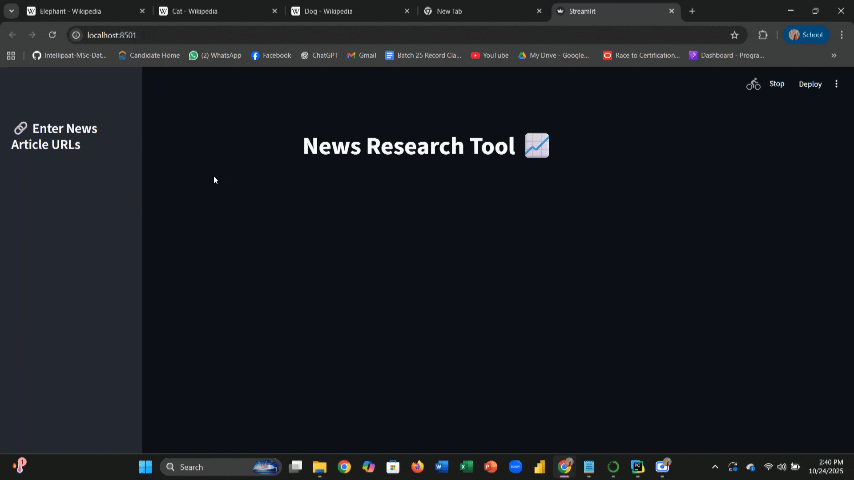 Elephant - Wikipedia
Cat - Wikipedia
Dog - Wikipedia
New Tab
Streamlit
localhost:8501
School
Intellipaat-MSc-Dat...
Candidate Home
(2) WhatsApp
Facebook
ChatGPT
Gmail
Batch 25 Record Cla...
YouTube
My Drive - Google...
Race to Certification...
Dashboard - Progra...
Stop
Deploy
Enter News
Article URLs
News Research Tool
Search
2:40 PM
10/24/2025